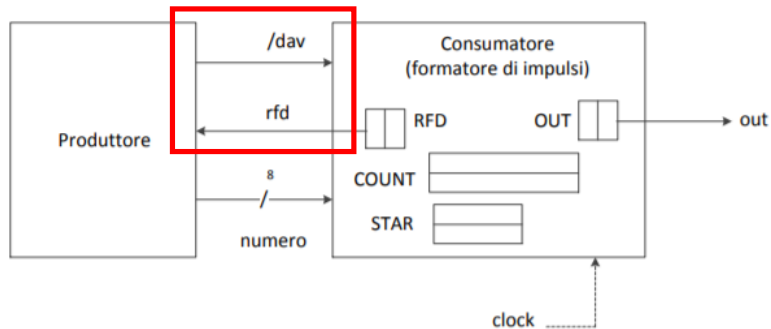 /dav
Consumatore
(formatore di impulsi)
rfd
RFD
OUT
out
Produttore
8
/
COUNT
numero
STAR
clock